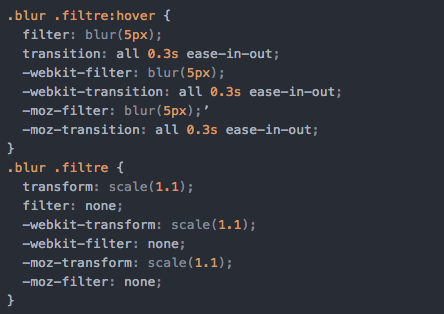 .blur .filtre:hover {
  filter: blur(5px);
  transition: all 0.3s ease-in-out;
  -webkit-filter: blur(5px);
  -webkit-transition: all 0.3s ease-in-out;
  -moz-filter: blur(5px);’
  -moz-transition: all 0.3s ease-in-out;
}
.blur .filtre {
  transform: scale(1.1);
  filter: none;
  -webkit-transform: scale(1.1);
  -webkit-filter: none;
  -moz-transform: scale(1.1);
  -moz-filter: none;
}